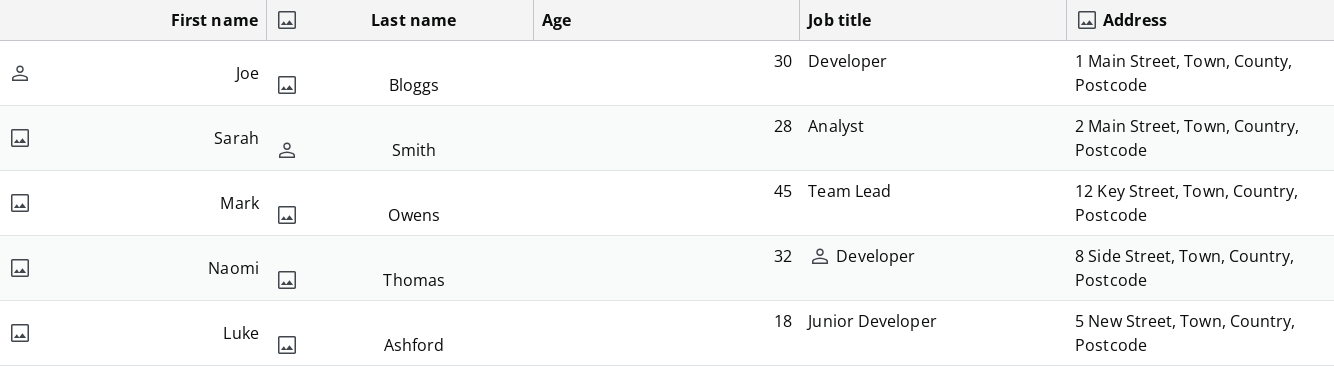 First name Last name Age Job title Address
Joe Bloggs 30 Developer 1 Main Street, Town, County,
Postcode
Sarah Smith 28 Analyst 2 Main Street, Town, Country,
Postcode
Mark Owens 45 Team Lead 12 Key Street, Town, Country,
Postcode
Naomi Thomas 32 Developer 8 Side Street, Town, Country,
Postcode
Luke Ashford 18 Junior Developer 5 New Street, Town, Country,
Postcode